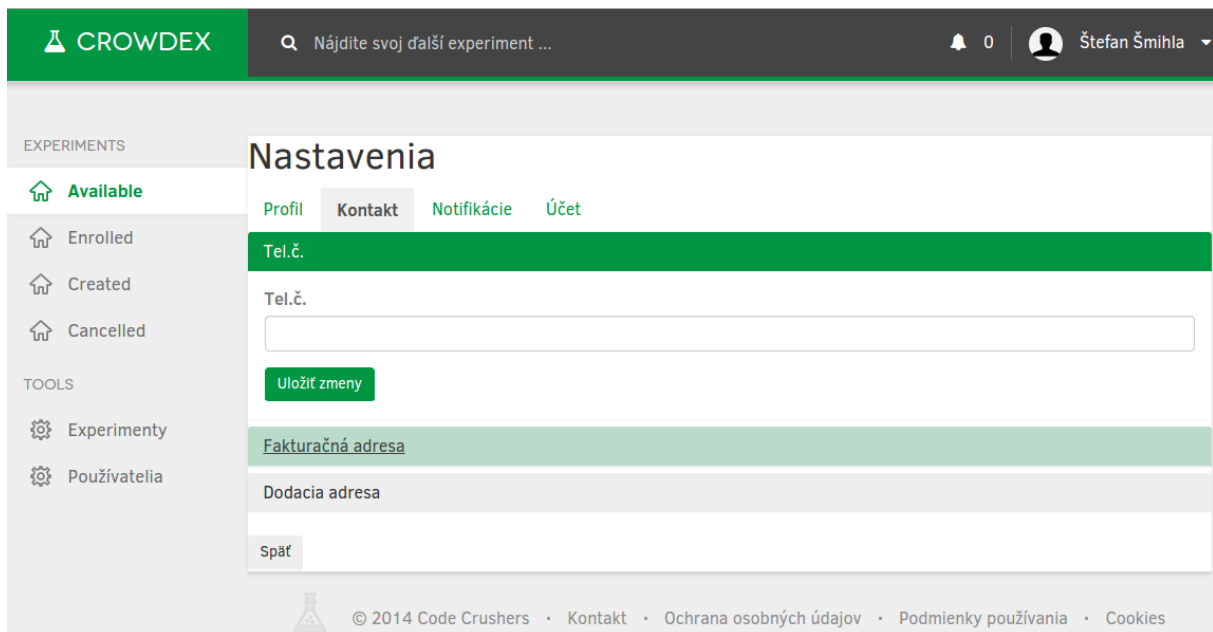 CROWDEX
Nájdite svoj ďalší experiment ...
0
Štefan Šmihla
EXPERIMENTS
Available
Enrolled
Created
Cancelled
TOOLS
Experimenty
Používatelia
Nastavenia
Profil Kontakt Notifikácie Účet
Tel.č.
Tel.č.
Uložiť zmeny
Fakturačná adresa
Dodacia adresa
Späť
© 2014 Code Crushers · Kontakt · Ochrana osobných údajov · Podmienky používania · Cookies